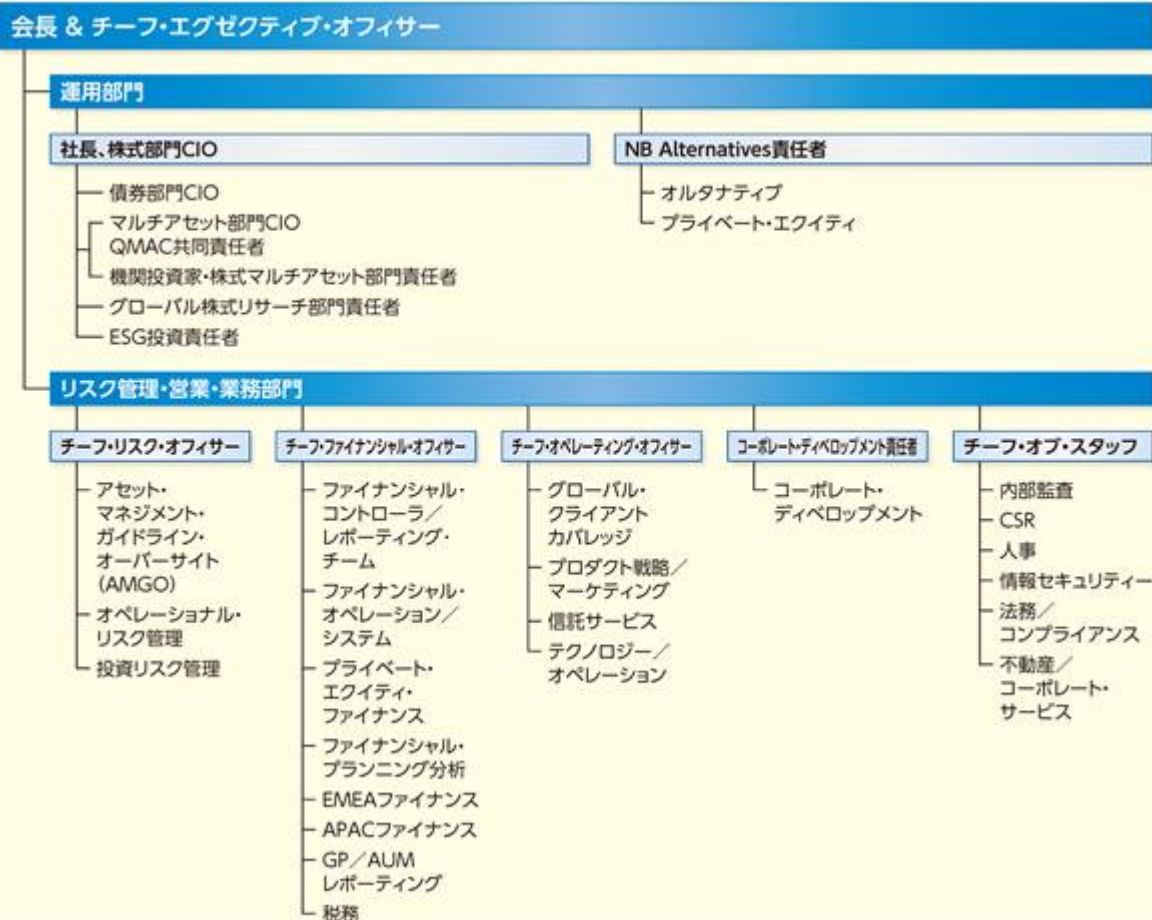 会長 & チーフ・エグゼクティブ・オフィサー
運用部門
社長、株式部門CIO
債券部門CIO
マルチアセット部門CIO
QMAC共同責任者
機関投資家・株式マルチアセット部門責任者
グローバル株式リサーチ部門責任者
ESG投資責任者
NB Alternatives責任者
オルタナティブ
プライベート・エクイティ
リスク管理・営業・業務部門
チーフ・リスク・オフィサー
アセット・
マネジメント・
ガイドライン・
オーバーサイト
(AMGO)
オペレーショナル・
リスク管理
投資リスク管理
チーフ・ファイナンシャル・オフィサー
ファイナンシャル・
コントローラ／
レポーティング・
チーム
ファイナンシャル・
オペレーション／
システム
プライベート・
エクイティ・
ファイナンス
ファイナンシャル・
プランニング分析
EMEAファイナンス
APACファイナンス
GP／AUM
レポーティング
税務
チーフ・オペレーティング・オフィサー
グローバル・
クライアント
カバレッジ
プロダクト戦略／
マーケティング
信託サービス
テクノロジー／
オペレーション
コーポレート・ディベロップメント責任者
コーポレート・
ディベロップメント
チーフ・オブ・スタッフ
内部監査
CSR
人事
情報セキュリティー
法務／
コンプライアンス
不動産／
コーポレート・
サービス